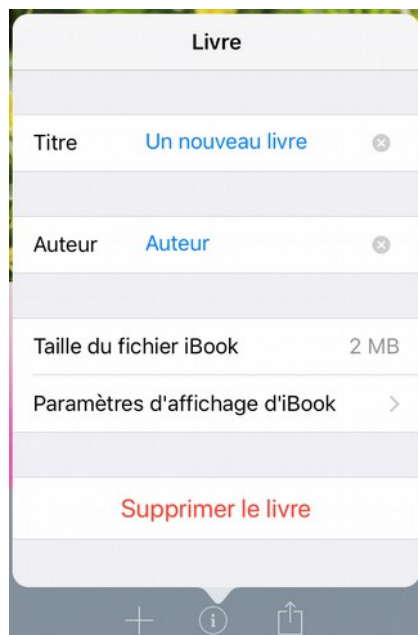 Livre
Titre Un nouveau livre
Auteur Auteur
Taille du fichier iBook 2 MB
Paramètres d'affichage d'iBook
Supprimer le livre